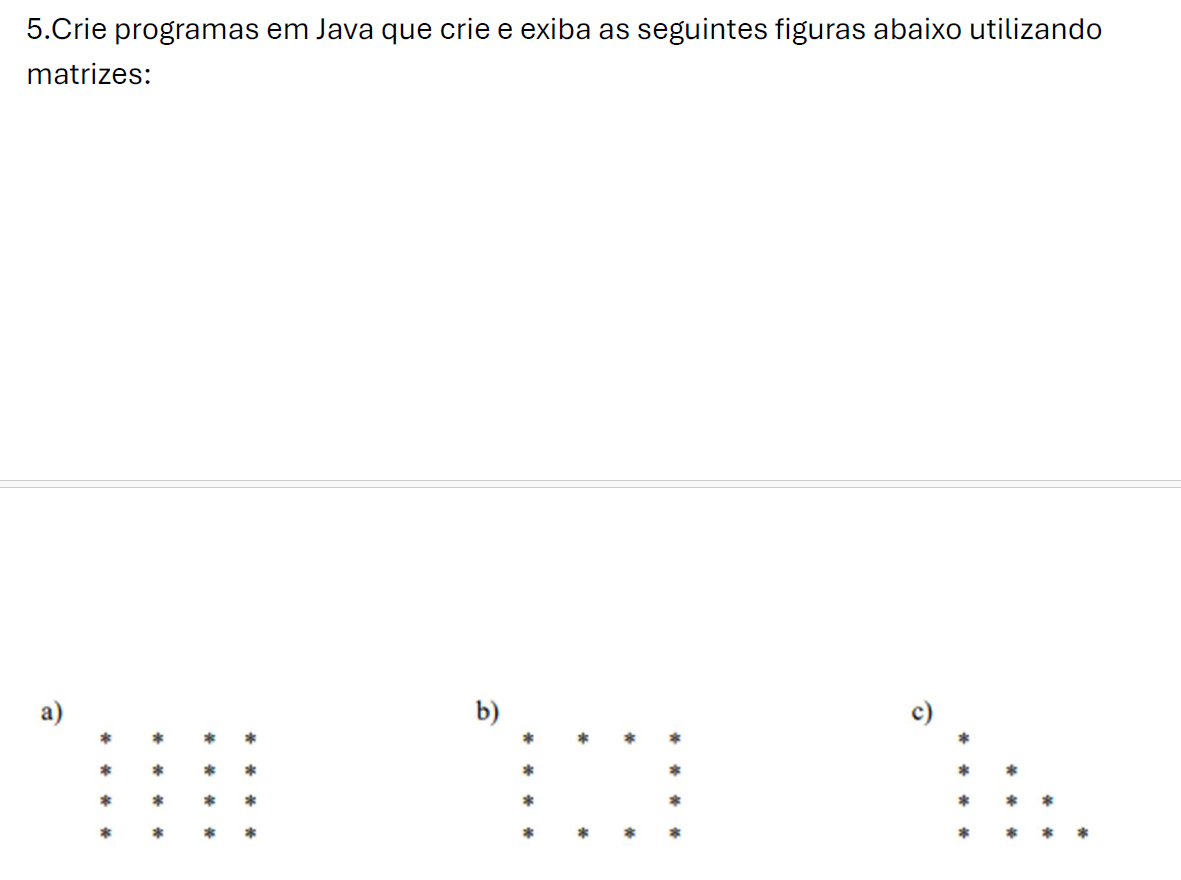 5.Crie programas em Java que crie e exiba as seguintes figuras abaixo utilizando
matrizes:
a) b) c)
* * * * * * * * *
* * * * * * * *
* * * * * * * * *
* * * * * * * * * * * *